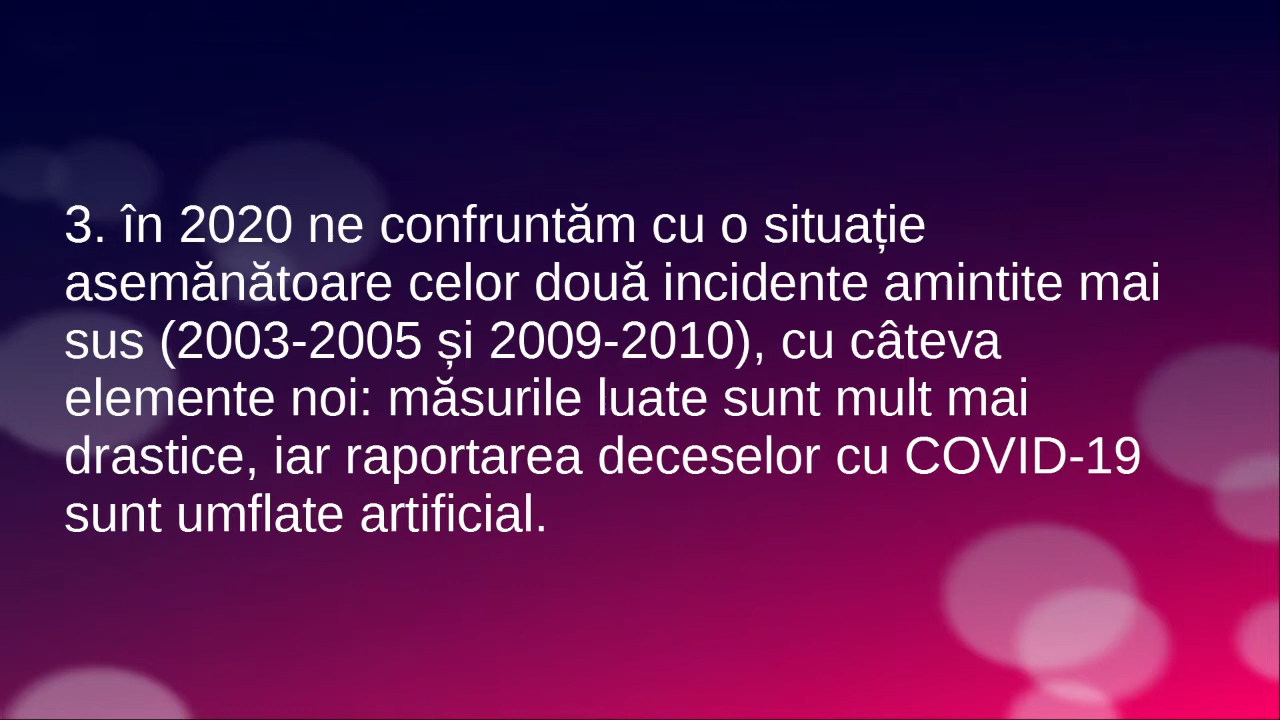 3. în 2020 ne confruntăm cu o situație
asemănătoare celor două incidente amintite mai
sus (2003-2005 și 2009-2010), cu câteva
elemente noi: măsurile luate sunt mult mai
drastice, iar raportarea deceselor cu COVID-19
sunt umflate artificial.